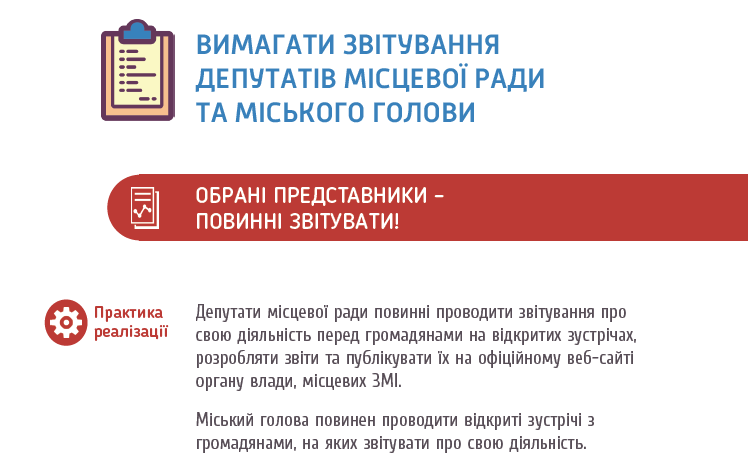 ВИМАГАТИ ЗВІТУВАННЯ
ДЕПУТАТІВ МІСЦЕВОЇ РАДИ
ТА МІСЬКОГО ГОЛОВИ
ОБРАНІ ПРЕДСТАВНИКИ –
ПОВИННІ ЗВІТУВАТИ!
Практика
реалізації
Депутати місцевої ради повинні проводити звітування про
свою діяльність перед громадянами на відкритих зустрічах,
розробляти звіти та публікувати їх на офіційному веб-сайті
органу влади, місцевих ЗМІ.
Міський голова повинен проводити відкриті зустрічі з
громадянами, на яких звітувати про свою діяльність.